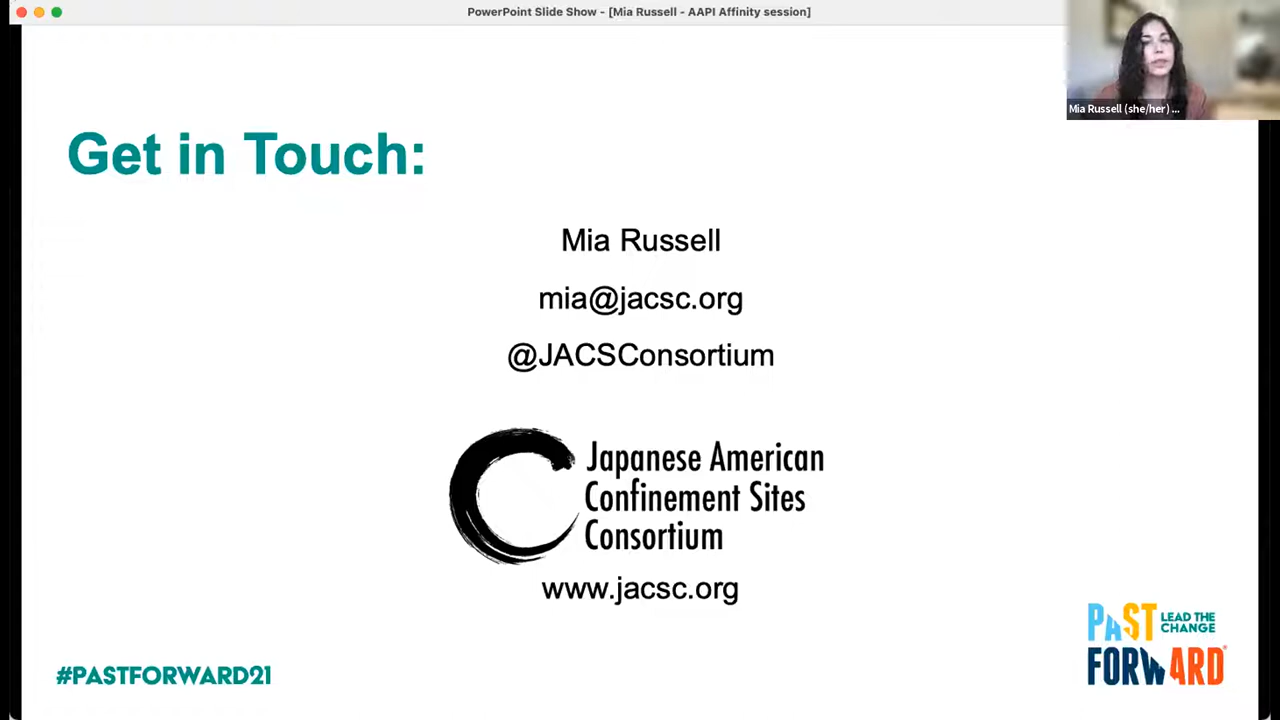 PowerPoint Slide Show - [Mia Russell - AAPI Affinity session]
Mia Russell (she/her) ...
Get in Touch:
Mia Russell
mia@jacsc.org
@JACSConsortium
Japanese American
Confinement Sites
Consortium
www.jacsc.org
#PASTFORWARD21
PAST
LEAD THE
CHANGE
FORWARD®